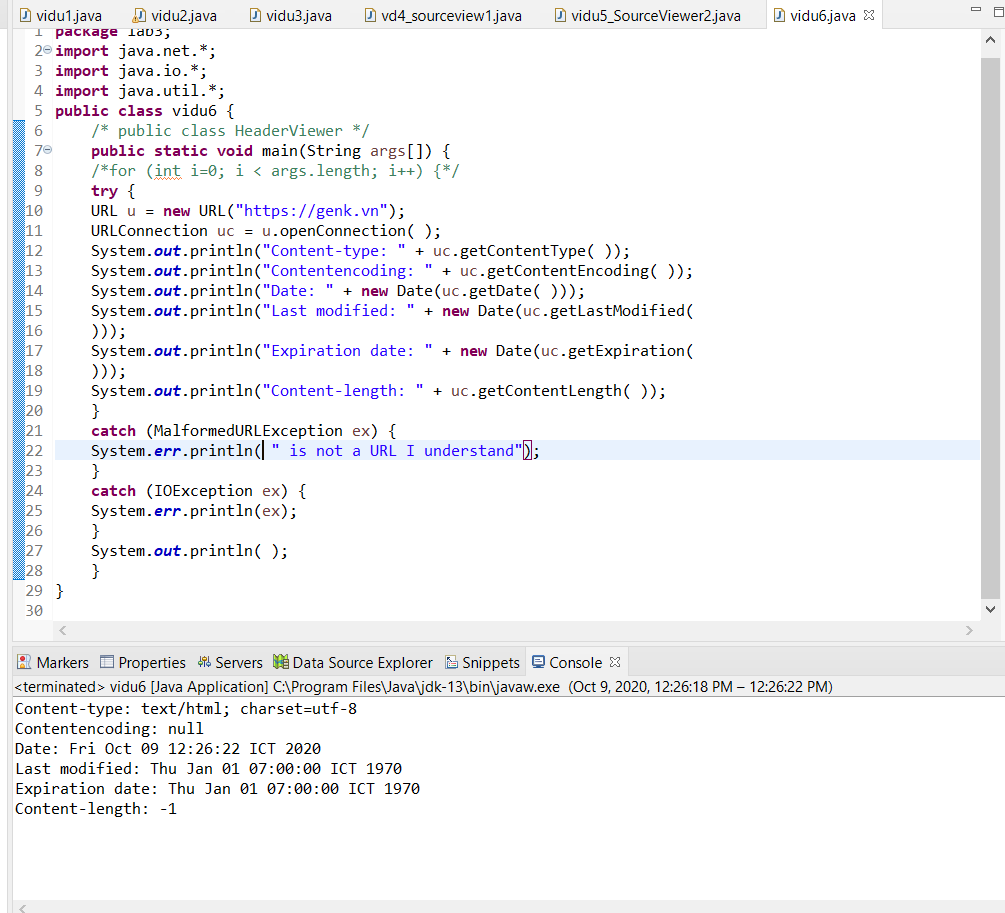 vidu1.java vidu2.java vidu3.java vd4_sourceview1.java vidu5_SourceViewer2.java vidu6.java
1 package lab3;
2 import java.net.*;
3 import java.io.*;
4 import java.util.*;
5 public class vidu6 {
6 /* public class HeaderViewer */
7 public static void main(String args[]) {
8 /*for (int i=0; i < args.length; i++) {*/
9 try {
10 URL u = new URL("https://genk.vn");
11 URLConnection uc = u.openConnection( );
12 System.out.println("Content-type: " + uc.getContentType( ));
13 System.out.println("Contentencoding: " + uc.getContentEncoding( ));
14 System.out.println("Date: " + new Date(uc.getDate( )));
15 System.out.println("Last modified: " + new Date(uc.getLastModified(
16 )));
17 System.out.println("Expiration date: " + new Date(uc.getExpiration(
18 )));
19 System.out.println("Content-length: " + uc.getContentLength( ));
20 }
21 catch (MalformedURLException ex) {
22 System.err.println( " is not a URL I understand");
23 }
24 catch (IOException ex) {
25 System.err.println(ex);
26 }
27 System.out.println( );
28 }
29 }
30
Markers Properties Servers Data Source Explorer Snippets Console
<terminated> vidu6 [Java Application] C:\Program Files\Java\jdk-13\bin\javaw.exe (Oct 9, 2020, 12:26:18 PM – 12:26:22 PM)
Content-type: text/html; charset=utf-8
Contentencoding: null
Date: Fri Oct 09 12:26:22 ICT 2020
Last modified: Thu Jan 01 07:00:00 ICT 1970
Expiration date: Thu Jan 01 07:00:00 ICT 1970
Content-length: -1